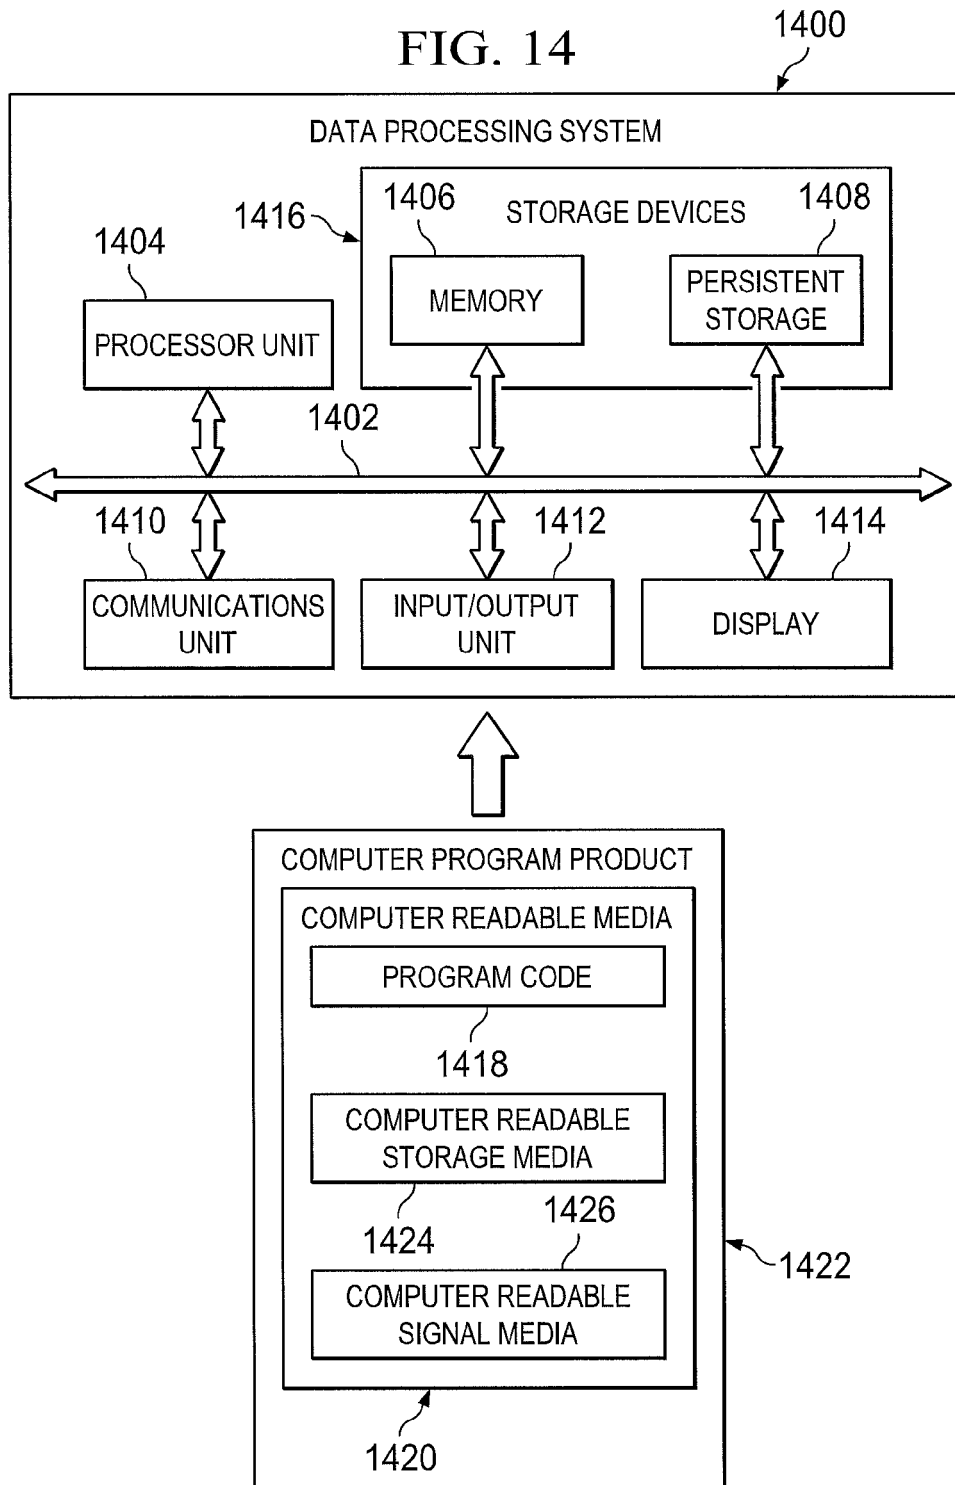 FIG. 14
1400
DATA PROCESSING SYSTEM
1416
1406
STORAGE DEVICES
1408
1404
MEMORY
PERSISTENT
STORAGE
PROCESSOR UNIT
1402
1410
1412
1414
COMMUNICATIONS
UNIT
INPUT/OUTPUT
UNIT
DISPLAY
COMPUTER PROGRAM PRODUCT
COMPUTER READABLE MEDIA
PROGRAM CODE
1418
COMPUTER READABLE
STORAGE MEDIA
1424
1426
1422
COMPUTER READABLE
SIGNAL MEDIA
1420